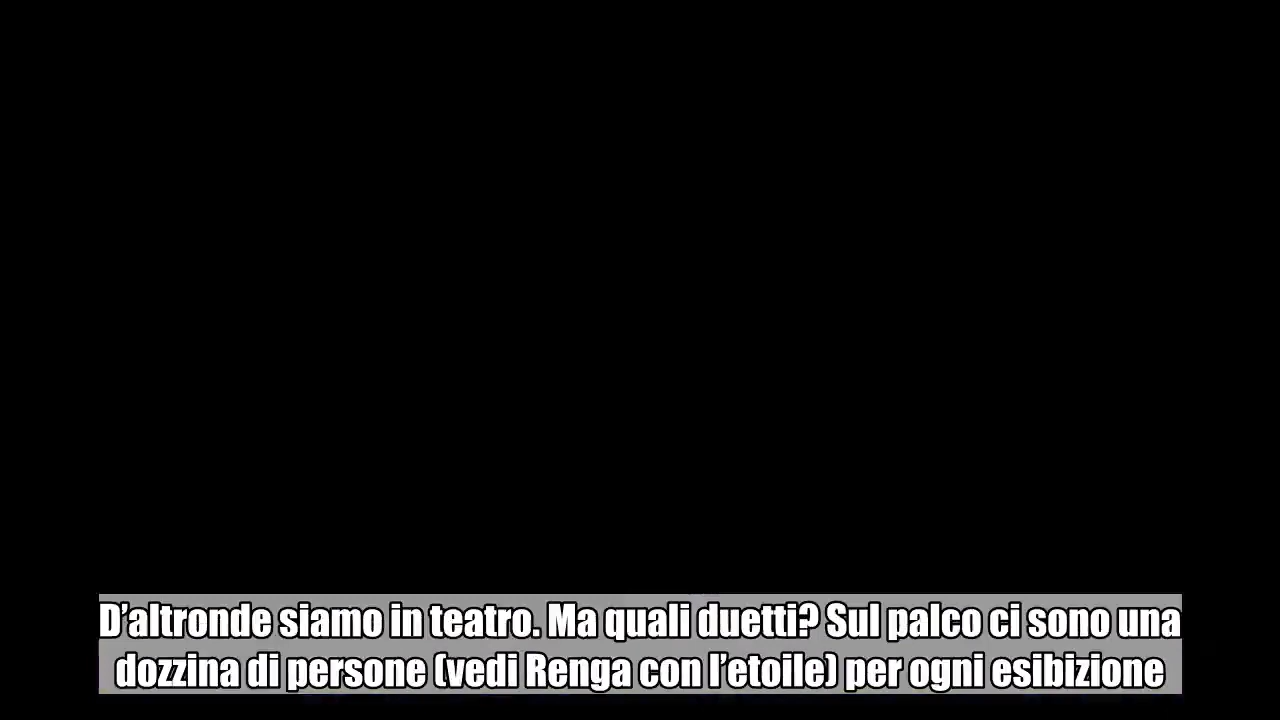 D’altronde siamo in teatro. Ma quali duetti? Sul palco ci sono una
dozzina di persone (vedi Renga con l’etoile) per ogni esibizione